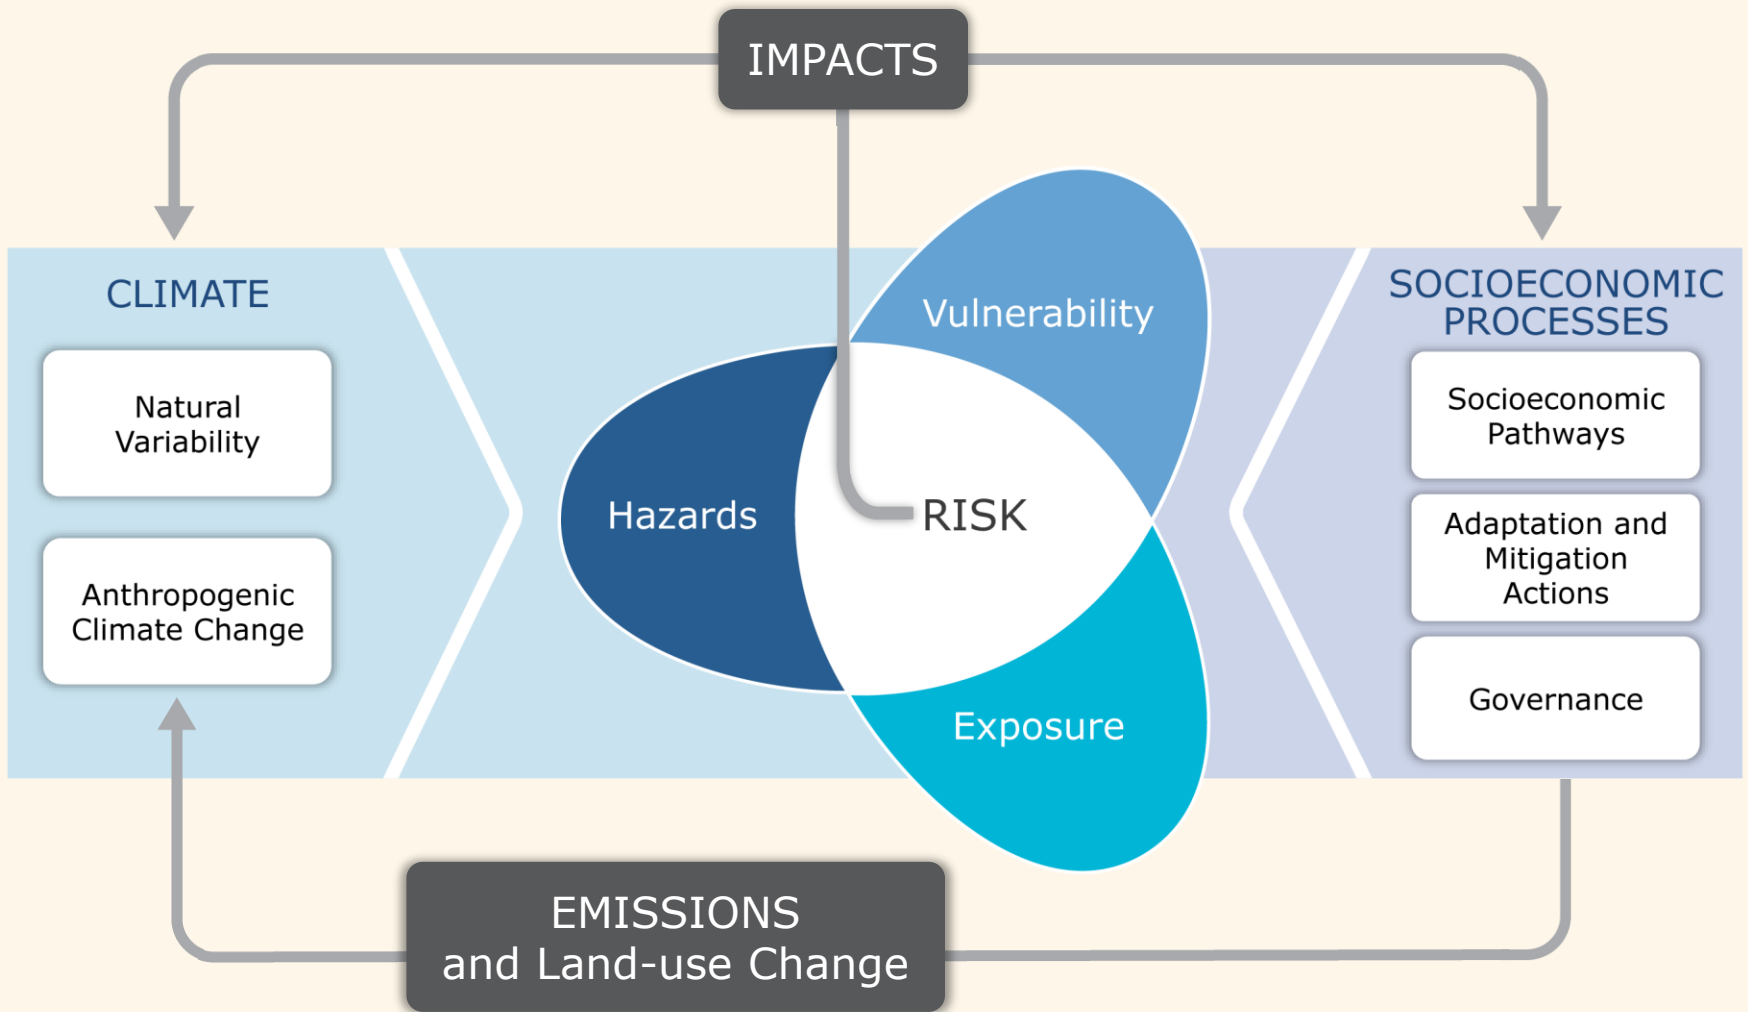 IMPACTS
CLIMATE
Natural
Variability
Anthropogenic
Climate Change
Vulnerability
Hazards
RISK
Exposure
SOCIOECONOMIC
PROCESSES
Socioeconomic
Pathways
Adaptation and
Mitigation
Actions
Governance
EMISSIONS
and Land-use Change